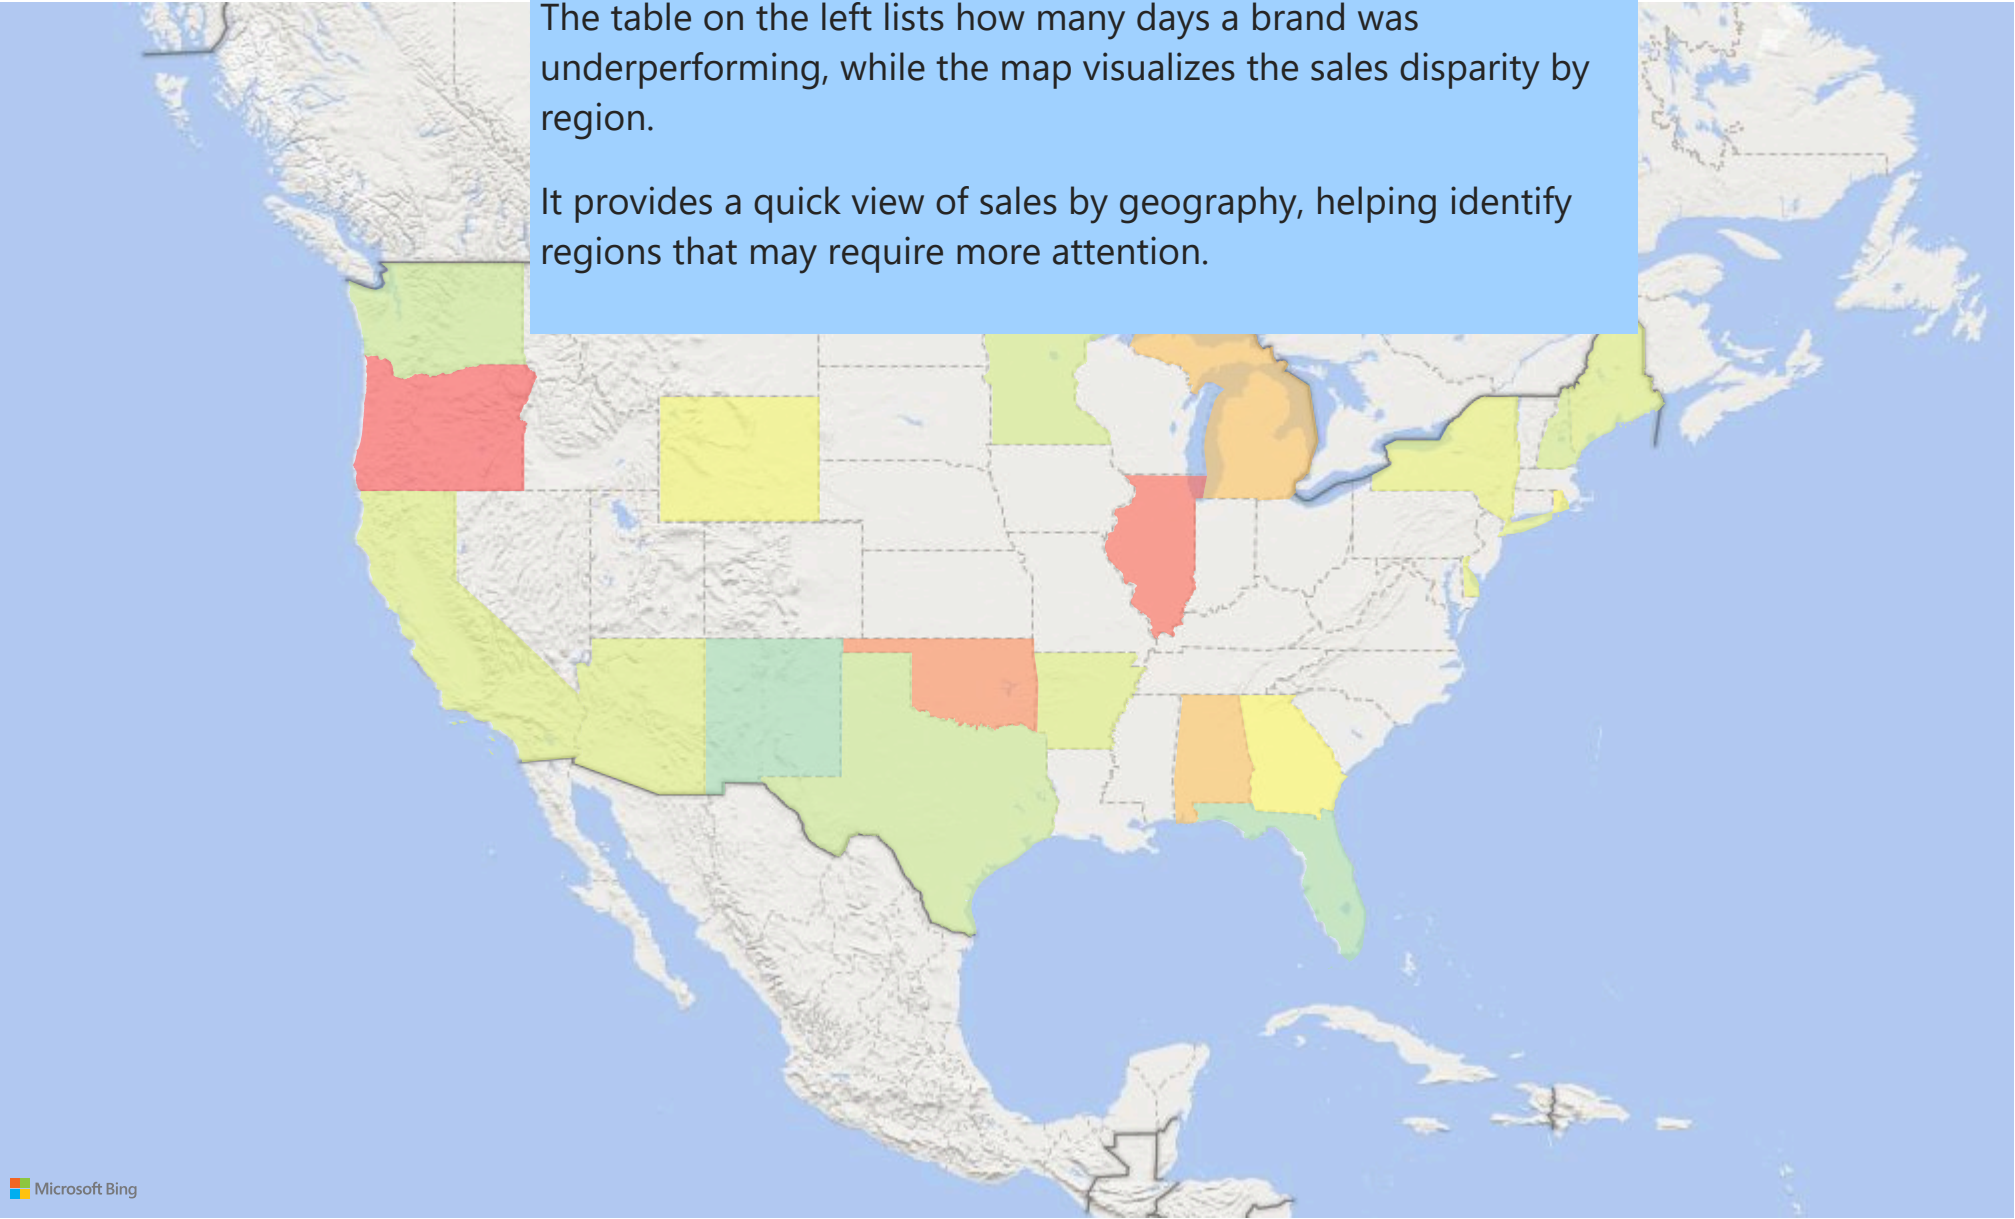 The table on the left lists how many days a brand was
underperforming, while the map visualizes the sales disparity by
region.
It provides a quick view of sales by geography, helping identify
regions that may require more attention.
Microsoft Bing